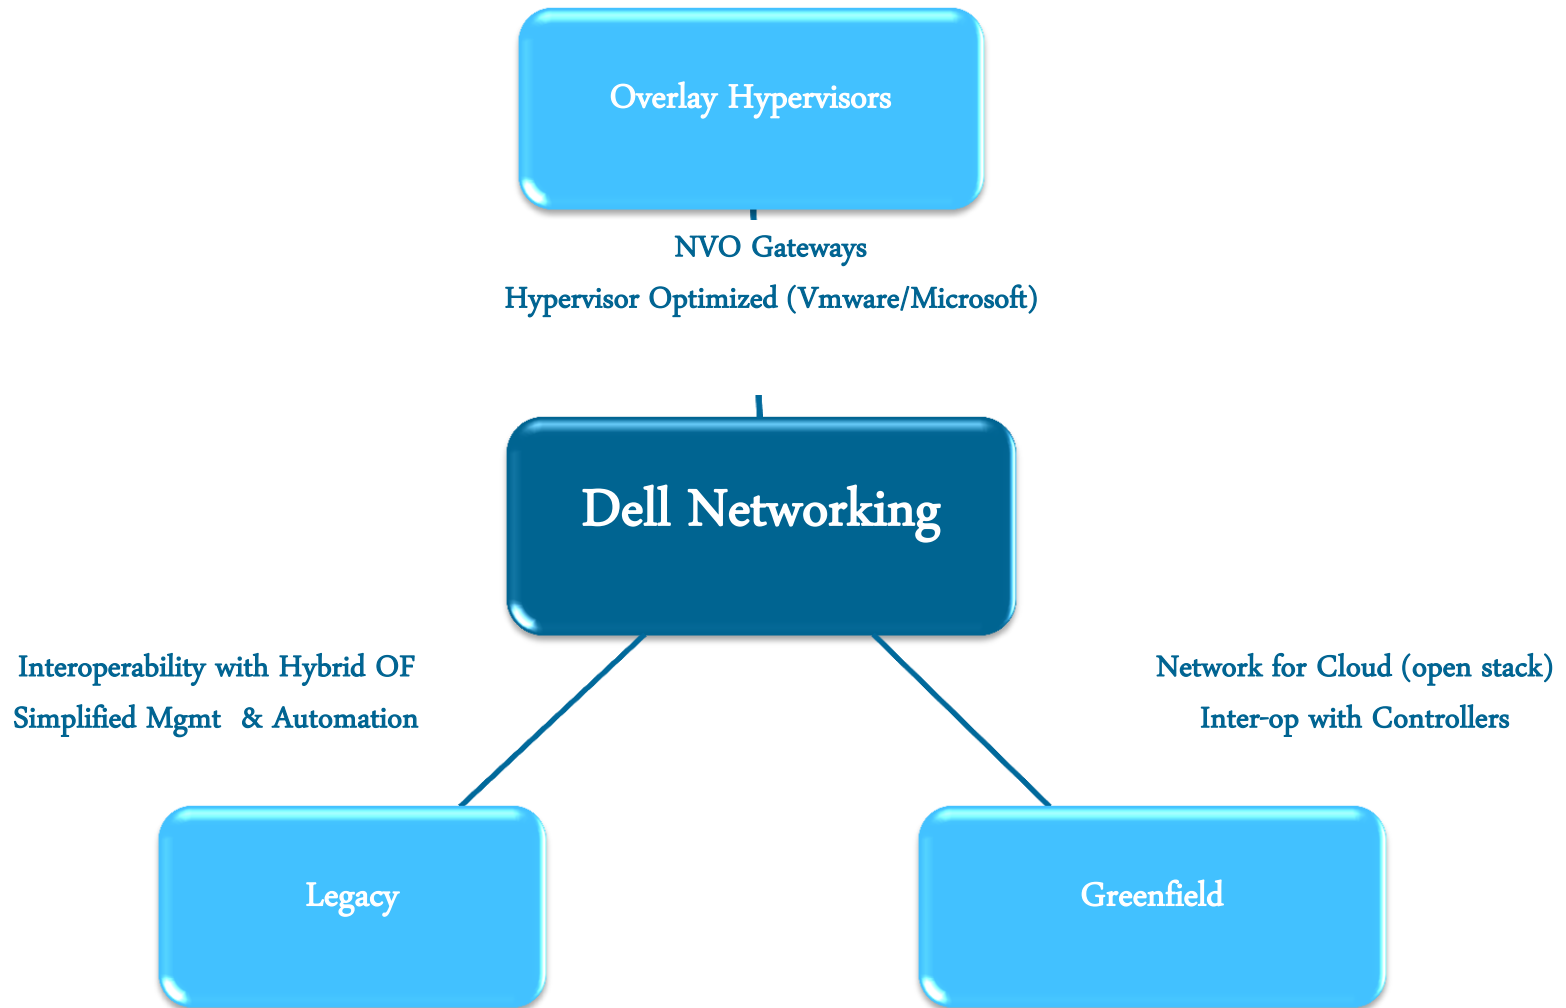 Overlay Hypervisors
NVO Gateways
Hypervisor Optimized (Vmware/Microsoft)
Dell Networking
Interoperability with Hybrid OF
Simplified Mgmt  & Automation
Network for Cloud (open stack)
Inter-op with Controllers
Legacy
Greenfield